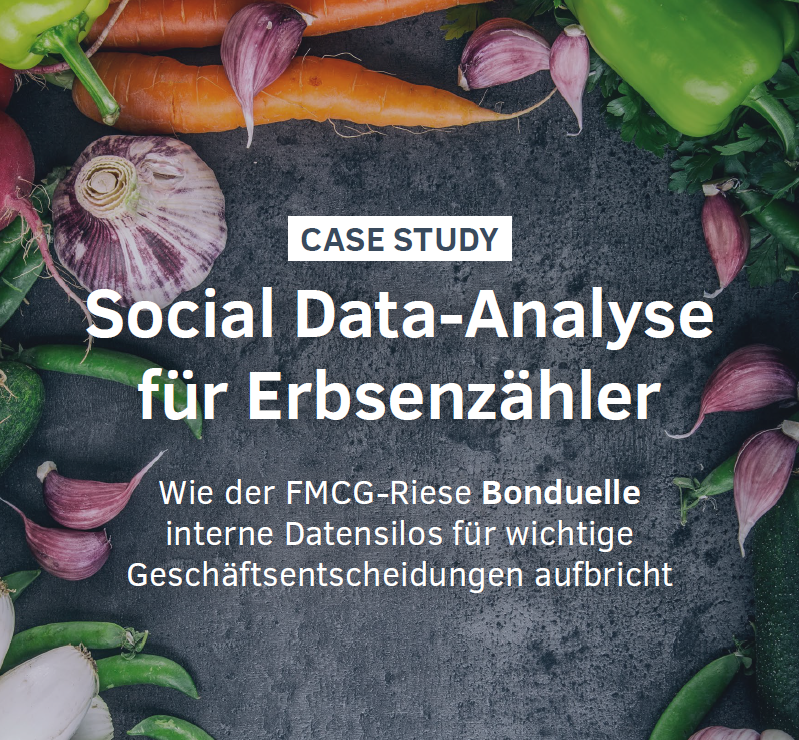 CASE STUDY
Social Data-Analyse
für Erbsenzähler
Wie der FMCG-Riese Bonduelle
interne Datensilos für wichtige
Geschäftsentscheidungen aufbricht